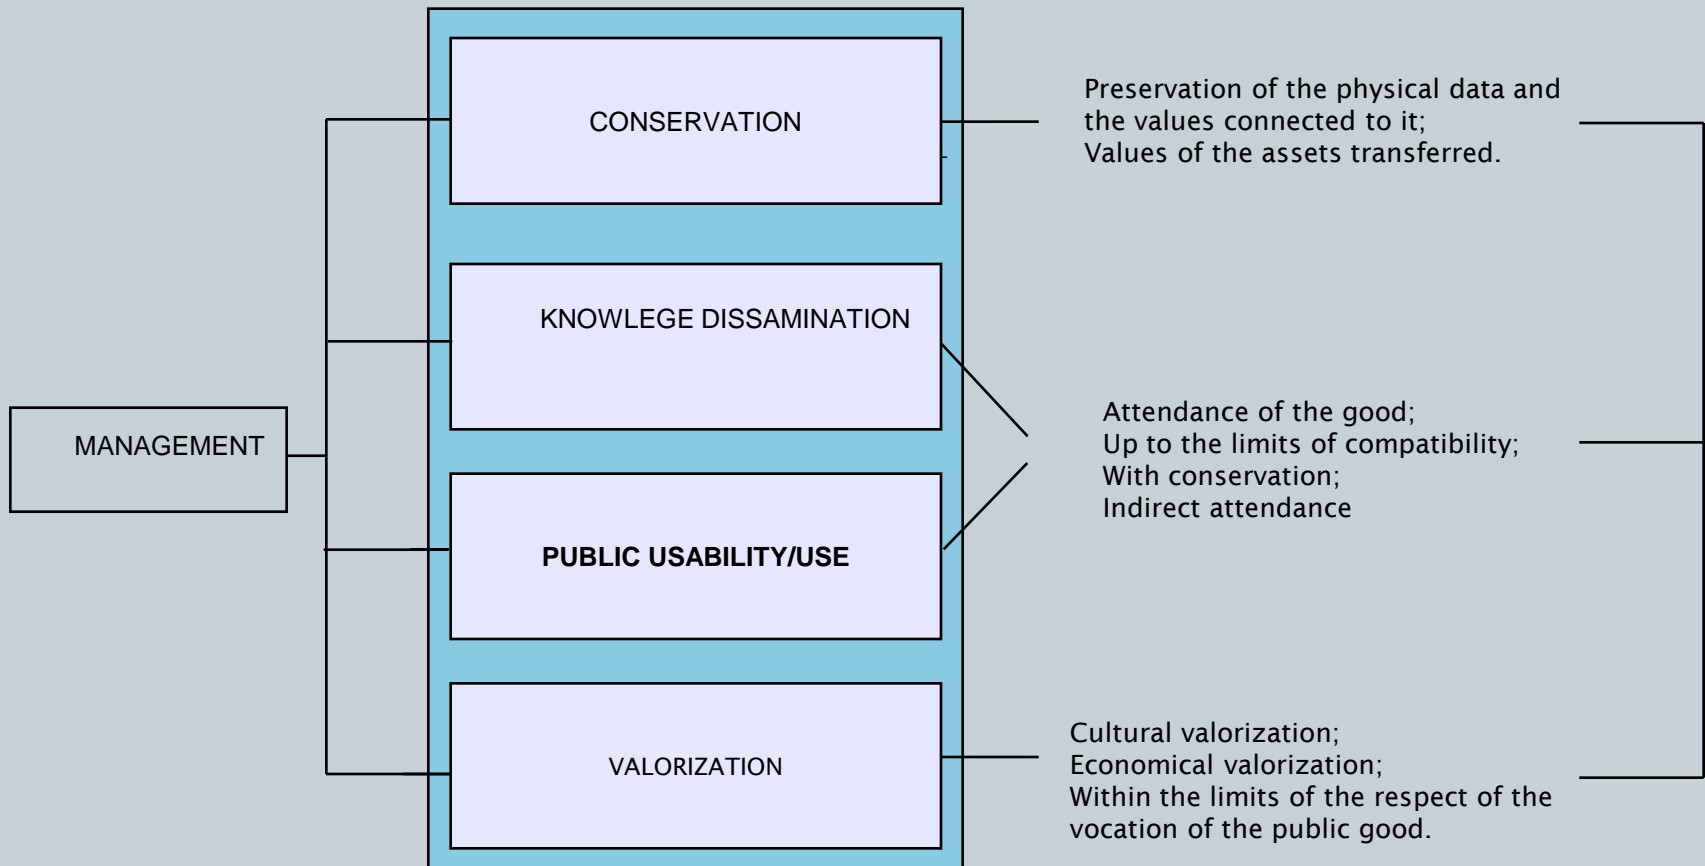 CONSERVATION
Preservation of the physical data and
the values connected to it;
Values of the assets transferred.
KNOWLEGE DISSAMINATION
MANAGEMENT
Attendance of the good;
Up to the limits of compatibility;
With conservation;
Indirect attendance
PUBLIC USABILITY/USE
VALORIZATION
Cultural valorization;
Economical valorization;
Within the limits of the respect of the
vocation of the public good.